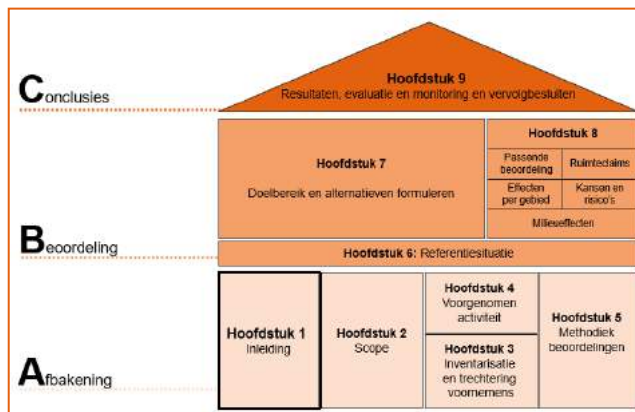 Conclusies
Hoofdstuk 9
Resultaten, evaluatie en monitoring en vervolgbesluiten
Hoofdstuk 7
Doelbereik en alternatieven formuleren
Hoofdstuk 8
Passende
beoordeling
Ruimteclaims
Effecten
per gebied
Kansen en
risico's
Milieueffecten
Beoordeling
Hoofdstuk 6: Referentiesituatie
Hoofdstuk 1
Inleiding
Hoofdstuk 2
Scope
Hoofdstuk 4
Voorgenomen
activiteit
Hoofdstuk 3
Inventarisatie
en trechtering
voornemens
Hoofdstuk 5
Methodiek
beoordelingen
Afbakening